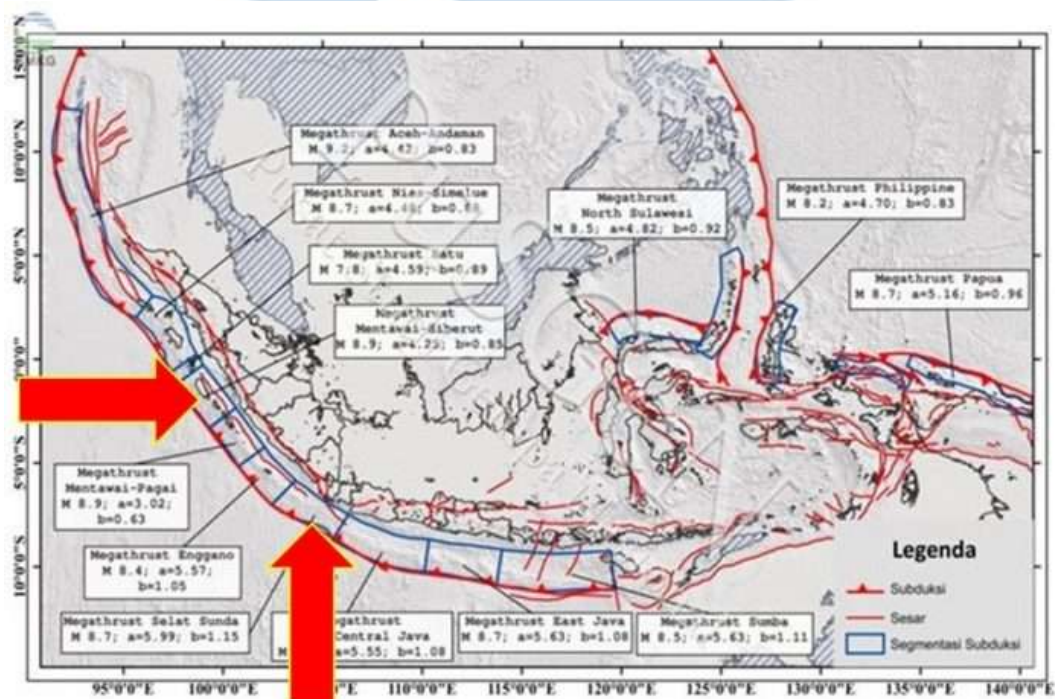 Megathrust Aceh-Andaman
M 9.2; a=4.42; b=0.83
Megathrust Nias-Simelue
M 8.7; a=4.48;
Megathrust Batu
M 7.8; a=4.59; b=0.89
Megathrust
Mentawai-Siberut
M 8.9; a=4.25; b=0.85
Megathrust
North Sulawesi
M 8.5; a=4.82; b=0.92
Megathrust Philippine
M 8.2; a=4.70; b=0.83
Megathrust Papua
M 8.7; a=5.16; b=0.96
Megathrust
Mentawai-Pagai
M 8.9; a=3.02;
b=0.63
Megathrust Enggano
M 8.4; a=5.57;
b=1.05
Megathrust Selat Sunda
M 8.7; a=5.99; b=1.15
Central Java
a=5.55; b=1.08
Megathrust East Java
M 8.7; a=5.63; b=1.08
Megathrust Sumba
M 8.5; a=5.63; b=1.11
Legenda
Subduksi
Sesar
Segmentasi Subduksi
15°0'0"N
10°0'0"N
5°0'0"N
5°0'0"S
10°0'0"S
95°0'0"E
100°0'0"E
110°0'0"E
115°0'0"E
120°0'0"E
125°0'0"E
130°0'0"E
135°0'0"E
140°0'0"E